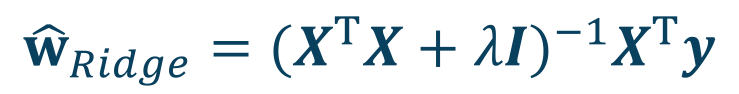 ŵ_Ridge = (XᵀX + λI)⁻¹Xᵀy